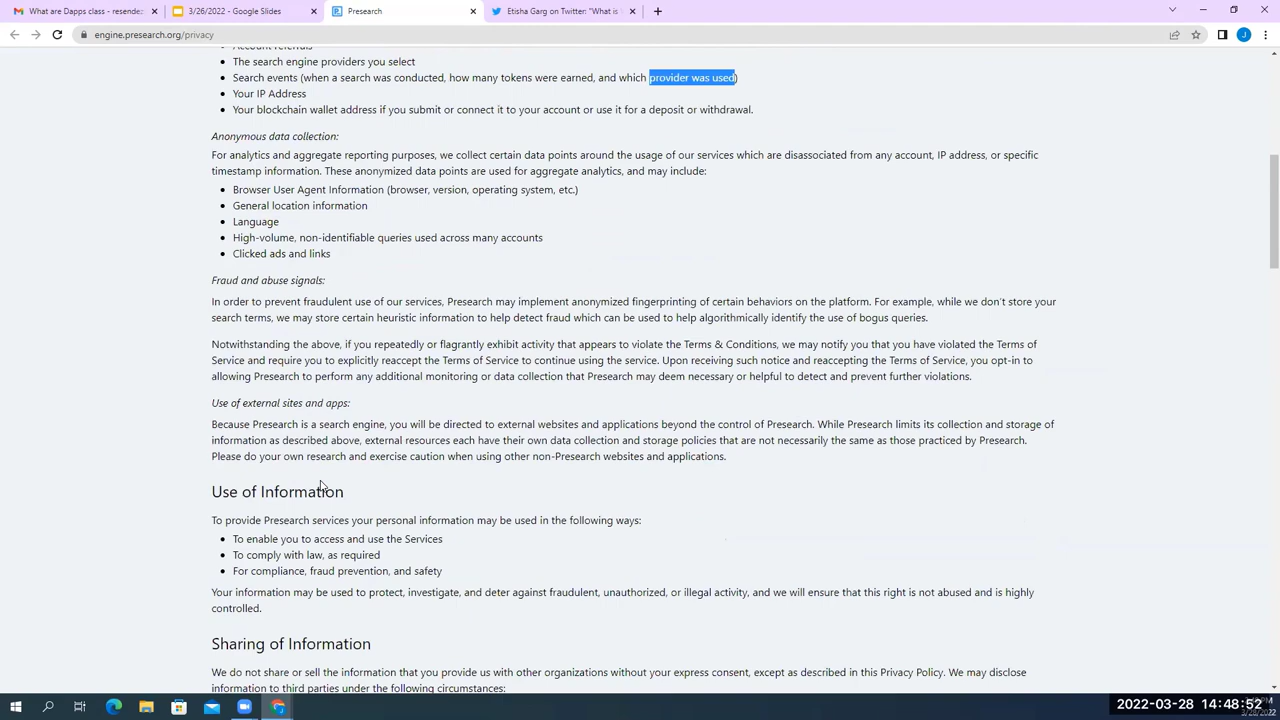 What are Dapps class - resende:
3/26/2022 - Google Slides
Presearch
Etisha Garg on Twitter: "What is
engine.presearch.org/privacy
J
Account referrals
The search engine providers you select
Search events (when a search was conducted, how many tokens were earned, and which provider was used)
Your IP Address
Your blockchain wallet address if you submit or connect it to your account or use it for a deposit or withdrawal.
Anonymous data collection:
For analytics and aggregate reporting purposes, we collect certain data points around the usage of our services which are disassociated from any account, IP address, or specific
timestamp information. These anonymized data points are used for aggregate analytics, and may include:
Browser User Agent Information (browser, version, operating system, etc.)
General location information
Language
High-volume, non-identifiable queries used across many accounts
Clicked ads and links
Fraud and abuse signals:
In order to prevent fraudulent use of our services, Presearch may implement anonymized fingerprinting of certain behaviors on the platform. For example, while we don't store your
search terms, we may store certain heuristic information to help detect fraud which can be used to help algorithmically identify the use of bogus queries.
Notwithstanding the above, if you repeatedly or flagrantly exhibit activity that appears to violate the Terms & Conditions, we may notify you that you have violated the Terms of
Service and require you to explicitly reaccept the Terms of Service to continue using the service. Upon receiving such notice and reaccepting the Terms of Service, you opt-in to
allowing Presearch to perform any additional monitoring or data collection that Presearch may deem necessary or helpful to detect and prevent further violations.
Use of external sites and apps:
Because Presearch is a search engine, you will be directed to external websites and applications beyond the control of Presearch. While Presearch limits its collection and storage of
information as described above, external resources each have their own data collection and storage policies that are not necessarily the same as those practiced by Presearch.
Please do your own research and exercise caution when using other non-Presearch websites and applications.
Use of Information
To provide Presearch services your personal information may be used in the following ways:
To enable you to access and use the Services
To comply with law, as required
For compliance, fraud prevention, and safety
Your information may be used to protect, investigate, and deter against fraudulent, unauthorized, or illegal activity, and we will ensure that this right is not abused and is highly
controlled.
Sharing of Information
We do not share or sell the information that you provide us with other organizations without your express consent, except as described in this Privacy Policy. We may disclose
information to third parties under the following circumstances:
2022-03-28 14:48:52